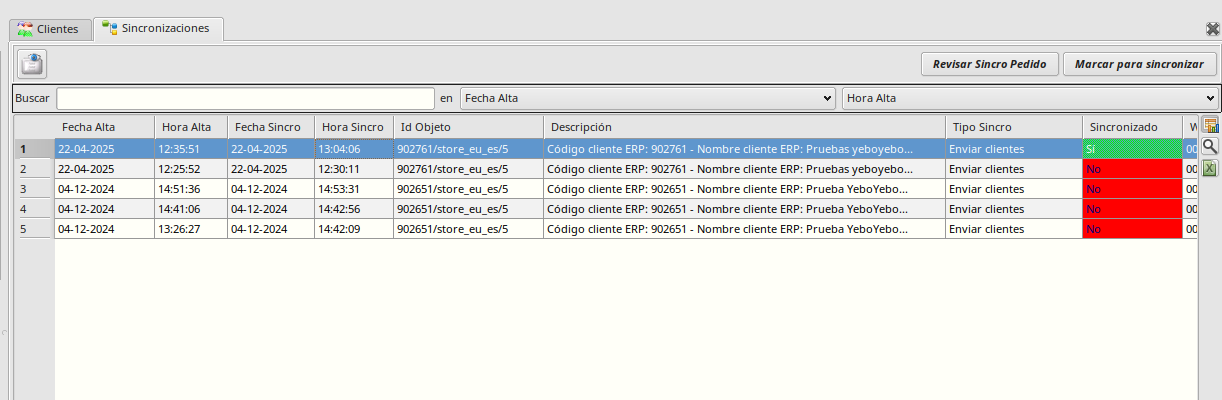 Clientes Sincronizaciones
Revisar Sincro Pedido Marcar para sincronizar
Buscar en Fecha Alta Hora Alta
Fecha Alta Hora Alta Fecha Sincro Hora Sincro Id Objeto Descripción Tipo Sincro Sincronizado
1 22-04-2025 12:35:51 22-04-2025 13:04:06 902761/store_eu_es/5 Código cliente ERP: 902761 - Nombre cliente ERP: Pruebas yeboyebo... Enviar clientes Sí 00
2 22-04-2025 12:25:52 22-04-2025 12:30:11 902761/store_eu_es/5 Código cliente ERP: 902761 - Nombre cliente ERP: Pruebas yeboyebo... Enviar clientes No 00
3 04-12-2024 14:51:36 04-12-2024 14:53:31 902651/store_eu_es/5 Código cliente ERP: 902651 - Nombre cliente ERP: Prueba YeboYebo... Enviar clientes No 00
4 04-12-2024 14:41:06 04-12-2024 14:42:56 902651/store_eu_es/5 Código cliente ERP: 902651 - Nombre cliente ERP: Prueba YeboYebo... Enviar clientes No 00
5 04-12-2024 13:26:27 04-12-2024 14:42:09 902651/store_eu_es/5 Código cliente ERP: 902651 - Nombre cliente ERP: Prueba YeboYebo... Enviar clientes No 00